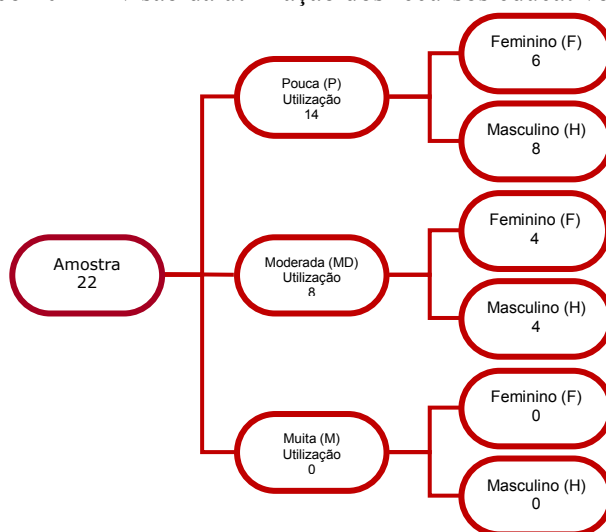 Feminino (F)
6
Pouca (P)
Utilização
14
Masculino (H)
8
Amostra
22
Feminino (F)
4
Moderada (MD)
Utilização
8
Masculino (H)
4
Feminino (F)
0
Muita (M)
Utilização
0
Masculino (H)
0